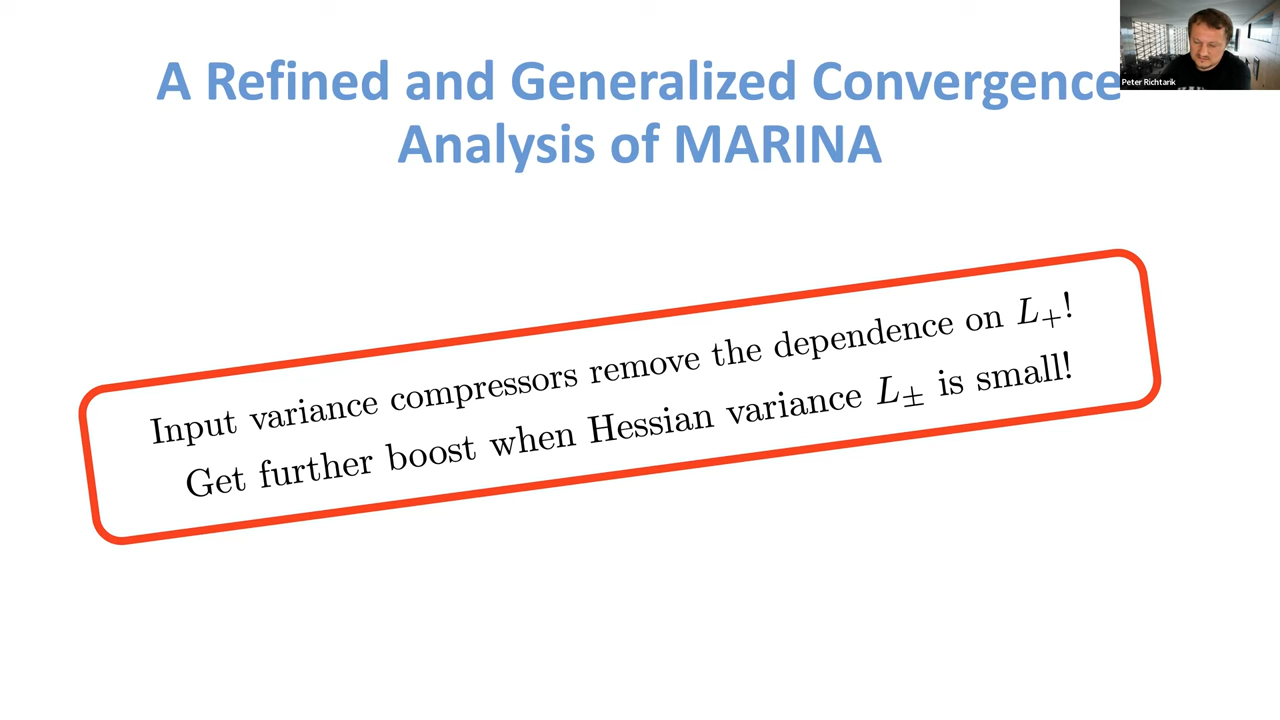 A Refined and Generalized Convergence
Analysis of MARINA
Peter Richtarik
Input variance compressors remove the dependence on L₊!
Get further boost when Hessian variance L± is small!